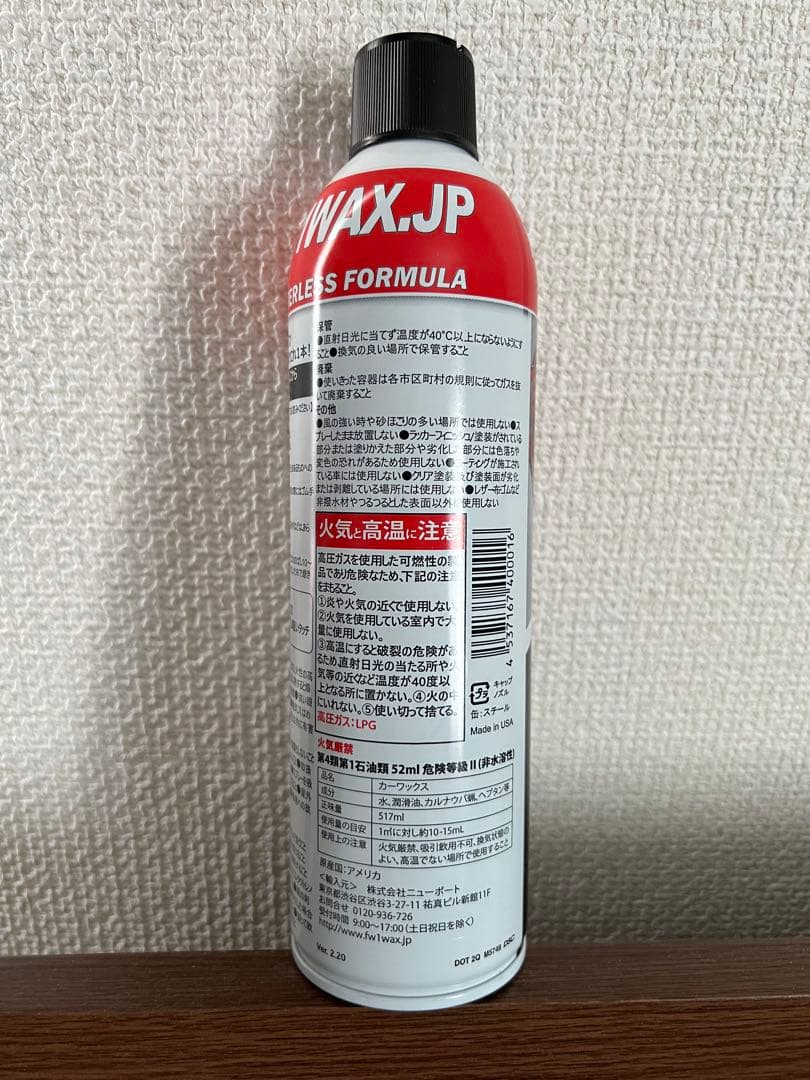 WAX.JP
ERLESS FORMULA
保管
●直射日光に当てず温度が40℃以上にならないようにす
ること●換気の良い場所で保管すること
廃棄
●使いきった容器は各市区町村の規則に従ってガスを抜
いて廃棄すること
その他
●風の強い時や砂ぼこりの多い場所では使用しない●ス
プレーしたまま放置しない●ラッカーフィニッシュ/塗装がされている
部分または塗りかえた部分や劣化した部分には色落ちや
変色の恐れがあるため使用しない●コーティングが施工され
ている車には使用しない●クリア塗装及び塗装面が劣化
または剥離している場所には使用しない●レザー布ゴムなど
非撥水材やつるつるとした表面以外に使用しない
火気と高温に注意
高圧ガスを使用した可燃性の製
品であり危険なため、下記の注意
をまもること。
①炎や火気の近くで使用しない
②火気を使用している室内で大
量に使用しない。
③高温にすると破裂の危険があ
るため、直射日光の当たる所や火
気等の近くなど温度が40度以
上となる所に置かない。④火の中
にいれない。⑤使い切って捨てる。
高圧ガス:LPG
4 537167 400016
プラ
キャップ
ノズル
缶:スチール
Made in USA
火気厳禁
第4類第1石油類 52ml 危険等級 II (非水溶性)
品名 カーワックス
成分 水、潤滑油、カルナウバ蝋、ヘプタン等
正味量 517ml
使用量の目安 1㎡に対し約10-15mL
使用上の注意 火気厳禁、吸引飲用不可、換気状態の
よい、高温でない場所で使用すること
原産国:アメリカ
<輸入元> 株式会社ニューポート
東京都渋谷区渋谷3-27-11 祐真ビル新館11F
お問合せ 0120-936-726
受付時間 9:00〜17:00(土日祝日を除く)
http://www.fw1wax.jp
Ver. 2.20
DOT 2Q M5748